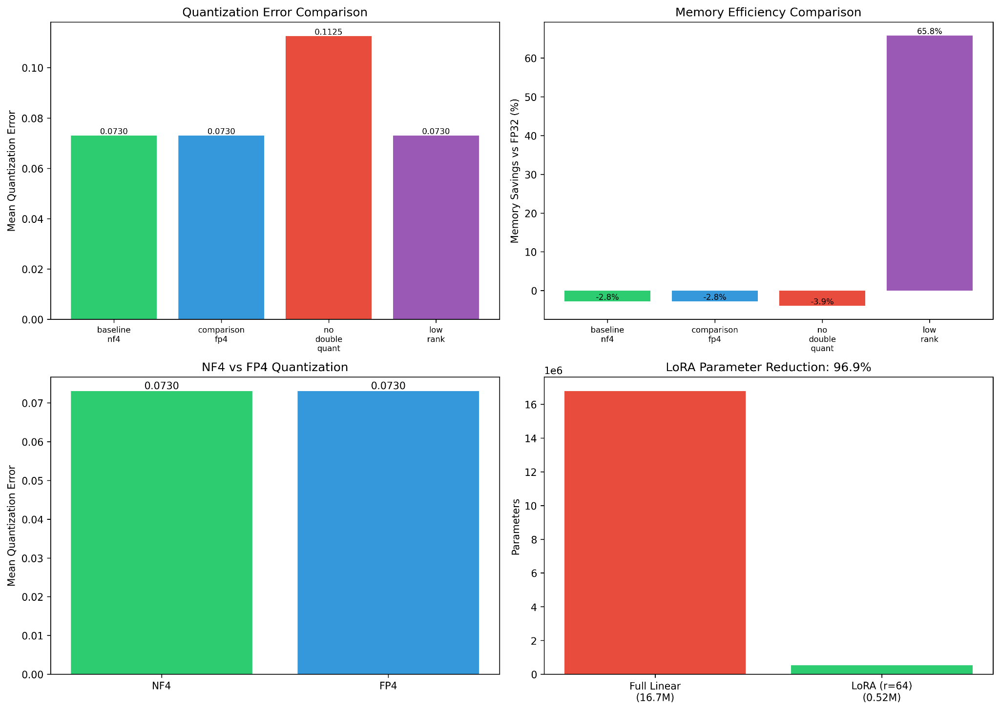 Quantization Error Comparison
Mean Quantization Error
0.10
0.08
0.06
0.04
0.02
0.00
0.0730
0.0730
0.1125
0.0730
baseline
nf4
comparison
fp4
no
double
quant
low
rank
Memory Efficiency Comparison
Memory Savings vs FP32 (%)
60
50
40
30
20
10
0
-2.8%
-2.8%
-3.9%
65.8%
baseline
nf4
comparison
fp4
no
double
quant
low
rank
NF4 vs FP4 Quantization
Mean Quantization Error
0.07
0.06
0.05
0.04
0.03
0.02
0.01
0.00
0.0730
0.0730
NF4
FP4
LoRA Parameter Reduction: 96.9%
1e6
Parameters
16
14
12
10
8
6
4
2
0
Full Linear
(16.7M)
LoRA (r=64)
(0.52M)